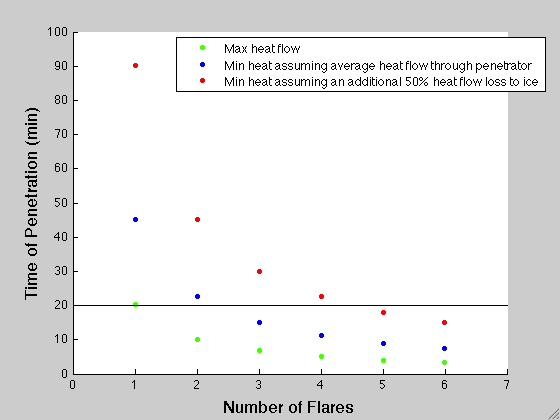 Max heat flow
Min heat assuming average heat flow through penetrator
Min heat assuming an additional 50% heat flow loss to ice
Time of Penetration (min)
100
90
80
70
60
50
40
30
20
10
0
0 1 2 3 4 5 6 7
Number of Flares